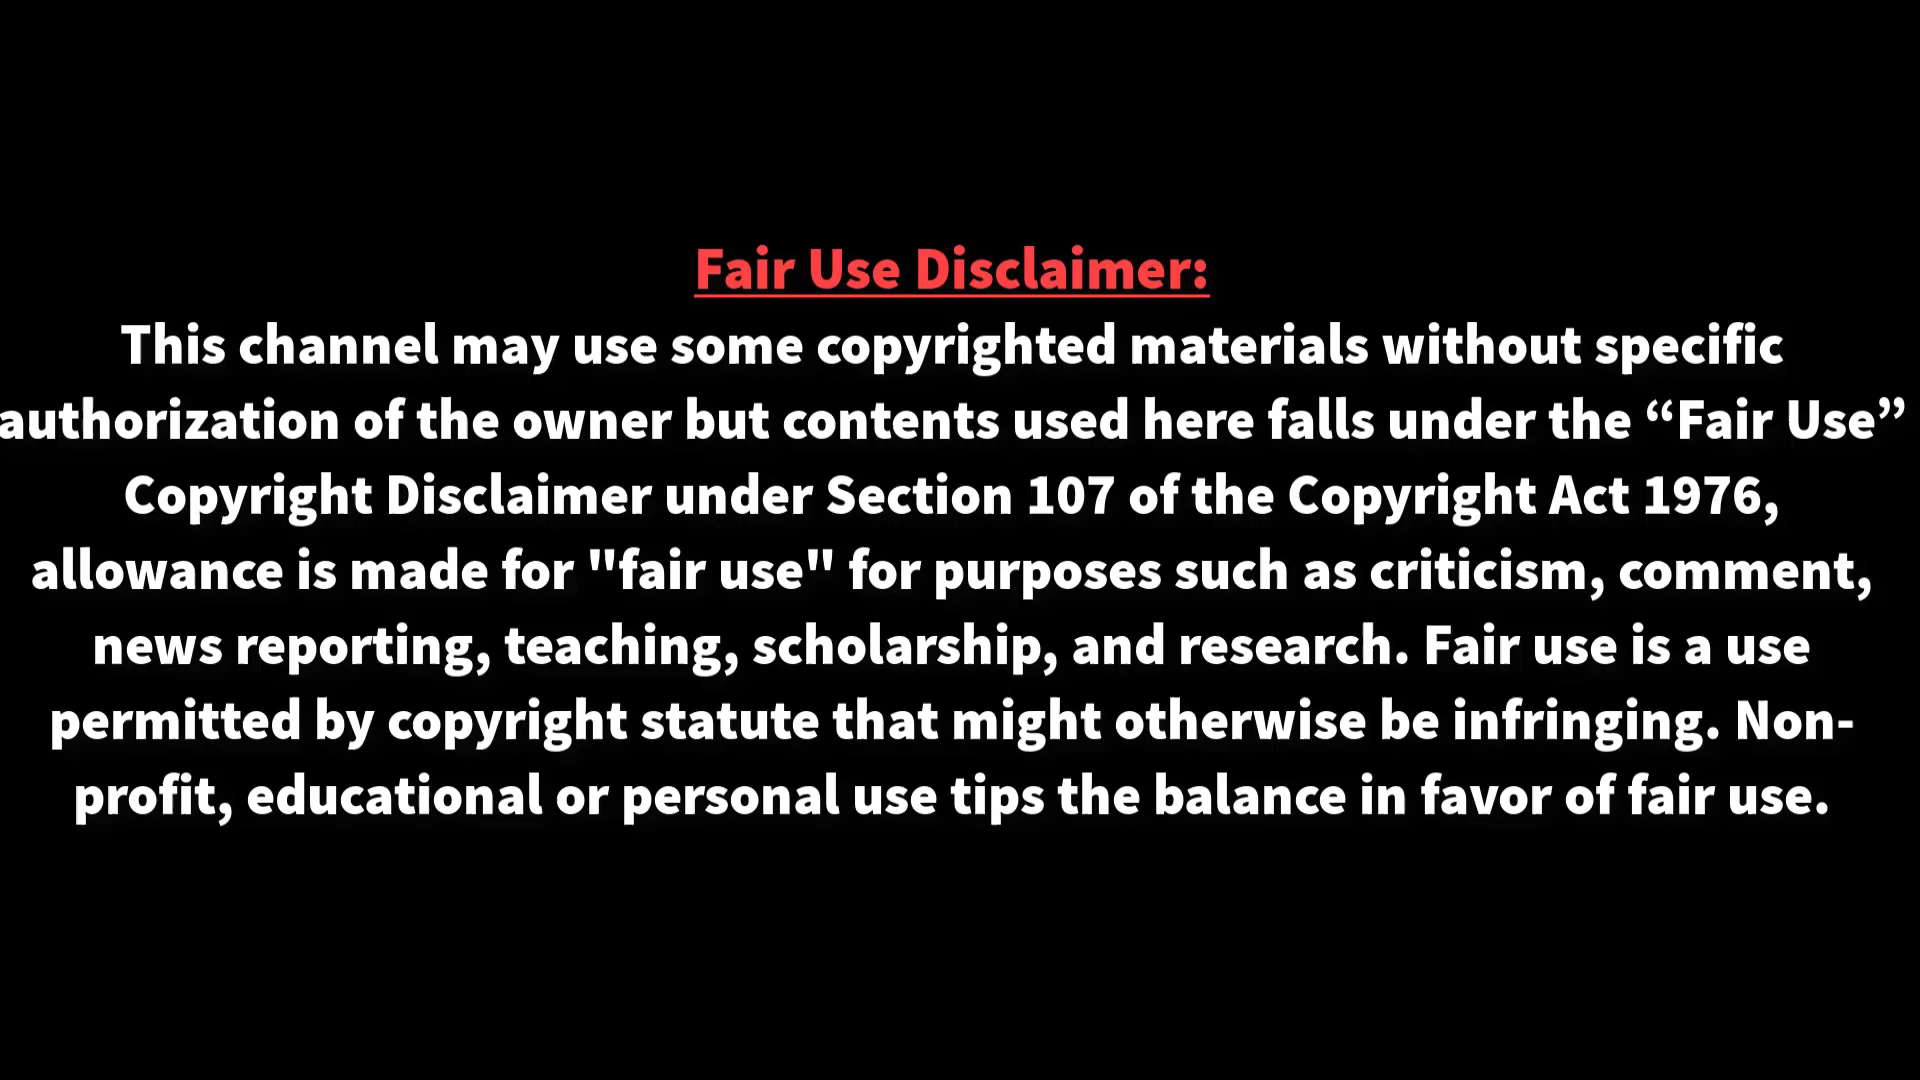 Fair Use Disclaimer:
This channel may use some copyrighted materials without specific
authorization of the owner but contents used here falls under the “Fair Use”
Copyright Disclaimer under Section 107 of the Copyright Act 1976,
allowance is made for "fair use" for purposes such as criticism, comment,
news reporting, teaching, scholarship, and research. Fair use is a use
permitted by copyright statute that might otherwise be infringing. Non-
profit, educational or personal use tips the balance in favor of fair use.